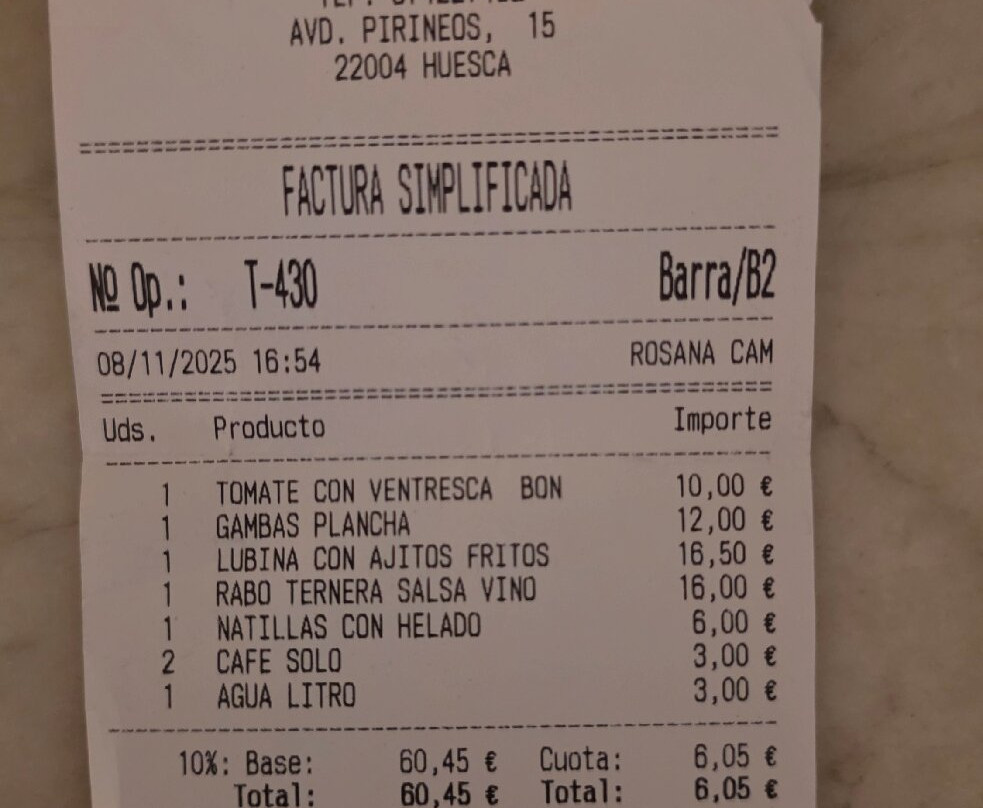 AVD. PIRINEOS, 15
22004 HUESCA
FACTURA SIMPLIFICADA
Nº Op.: T-430 Barra/B2
08/11/2025 16:54 ROSANA CAM
Uds. Producto Importe
1 TOMATE CON VENTRESCA BON 10,00 €
1 GAMBAS PLANCHA 12,00 €
1 LUBINA CON AJITOS FRITOS 16,50 €
1 RABO TERNERA SALSA VINO 16,00 €
1 NATILLAS CON HELADO 6,00 €
2 CAFE SOLO 3,00 €
1 AGUA LITRO 3,00 €
10%: Base: 60,45 € Cuota: 6,05 €
Total: 60,45 € Total: 6,05 €